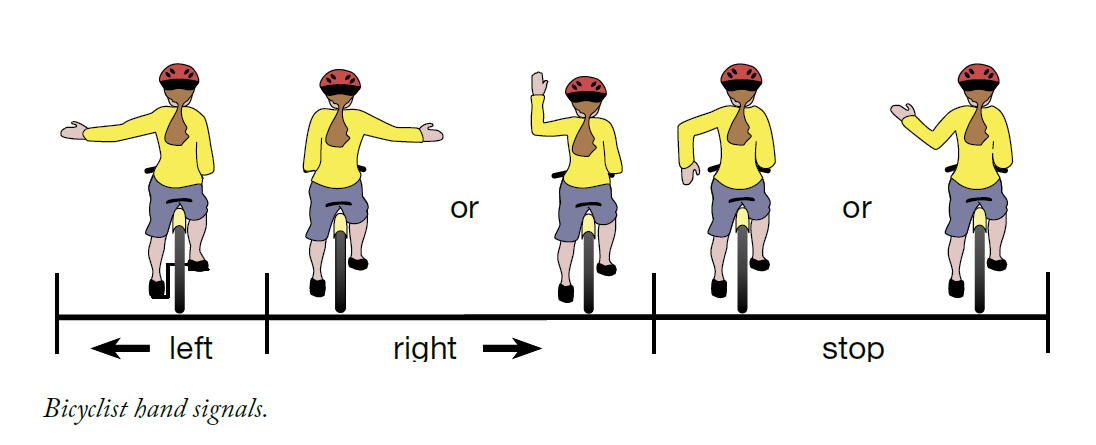 or
or
left
right
stop
Bicyclist hand signals.